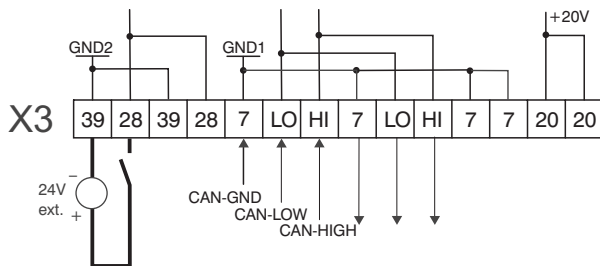 +20V
GND2 GND1
X3 39 28 39 28 7 LO HI 7 LO HI 7 7 20 20
−
24V
ext.
+
CAN-GND
CAN-LOW
CAN-HIGH